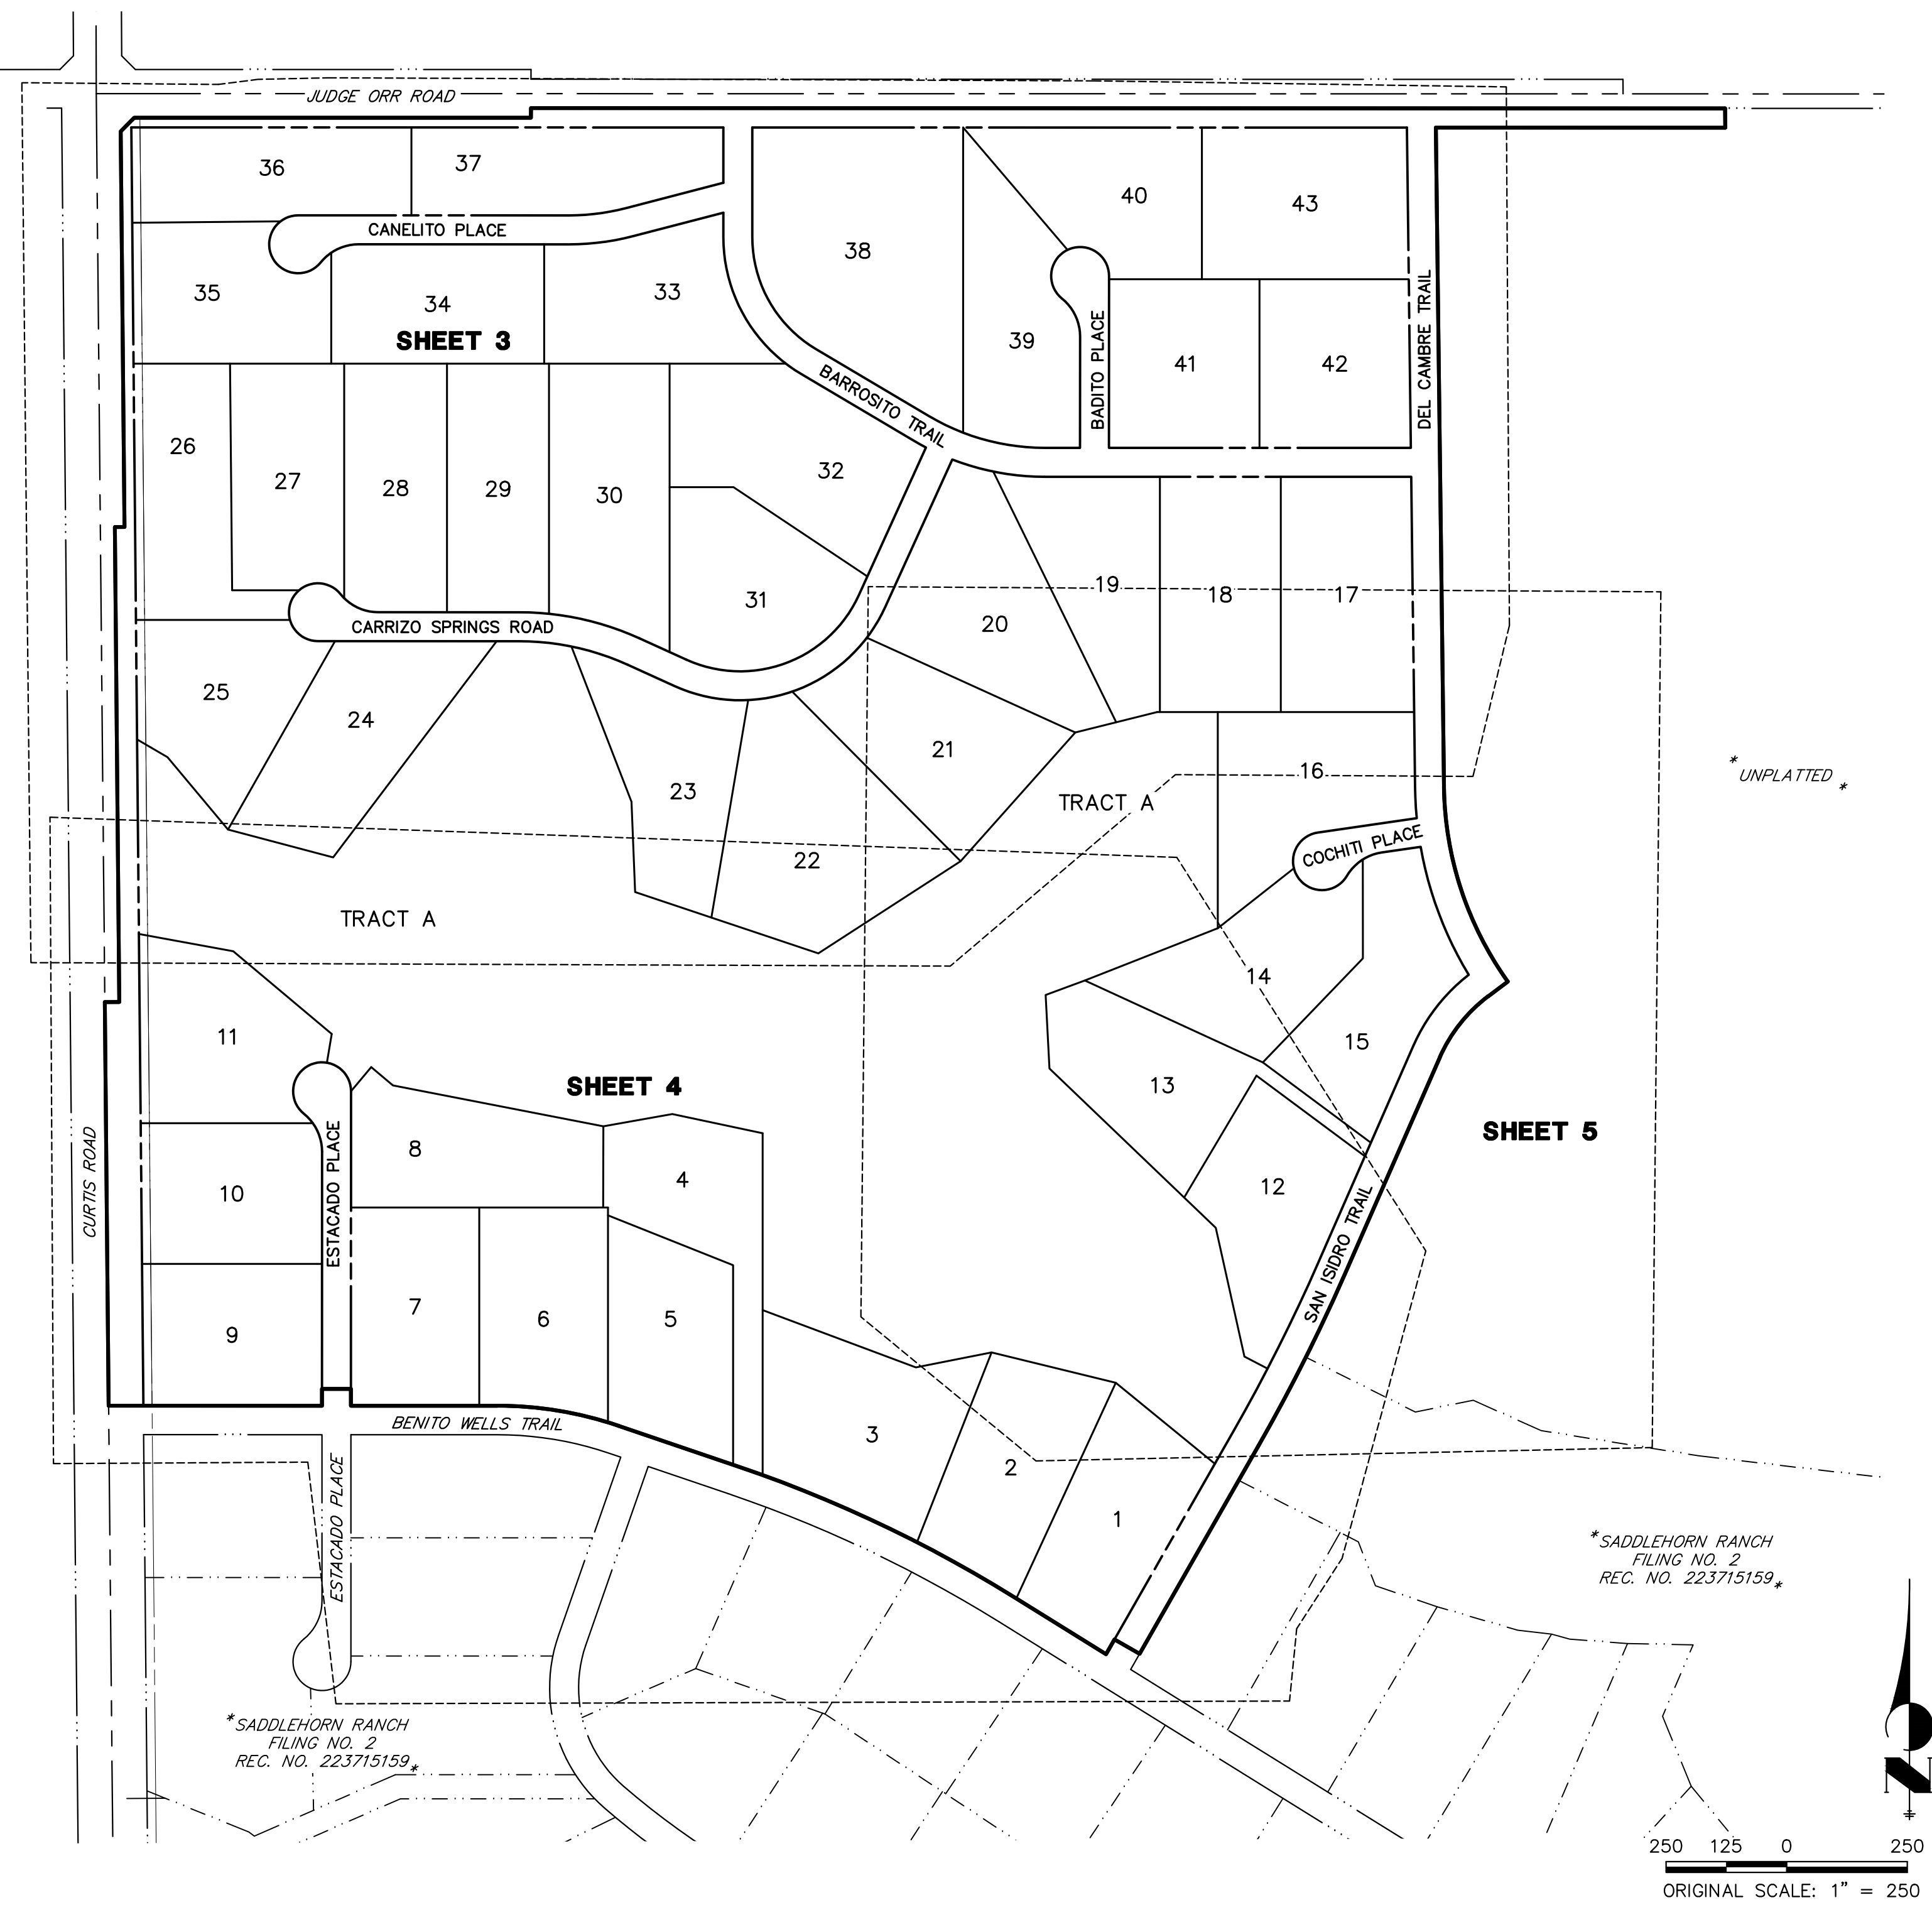 JUDGE ORR ROAD
36
37
40
43
CANELITO PLACE
38
35
34
33
39
41
42
SHEET 3
BADITO PLACE
DEL CAMBRE TRAIL
BARROSITO TRAIL
26
27
28
29
30
32
31
19
18
17
20
CARRIZO SPRINGS ROAD
25
24
23
21
16
* UNPLATTED *
TRACT A
22
COCHITI PLACE
TRACT A
14
11
15
13
SHEET 4
SHEET 5
CURTIS ROAD
ESTACADO PLACE
8
4
10
12
SAN ISIDRO TRAIL
7
6
5
9
BENITO WELLS TRAIL
3
2
1
ESTACADO PLACE
*SADDLEHORN RANCH
FILING NO. 2
REC. NO. 223715159*
*SADDLEHORN RANCH
FILING NO. 2
REC. NO. 223715159*
N
250 125 0 250
ORIGINAL SCALE: 1" = 250